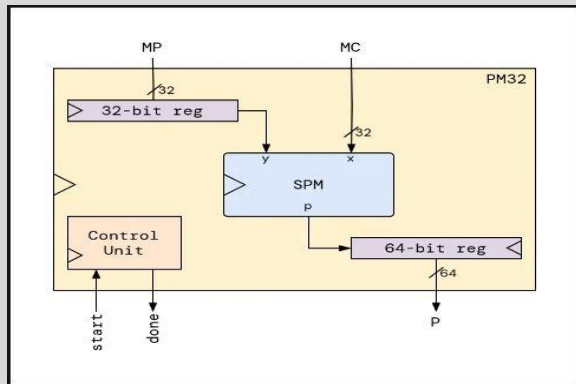 MP
MC
PM32
32
32-bit reg
32
y
x
SPM
p
Control
Unit
64-bit reg
64
start
done
P